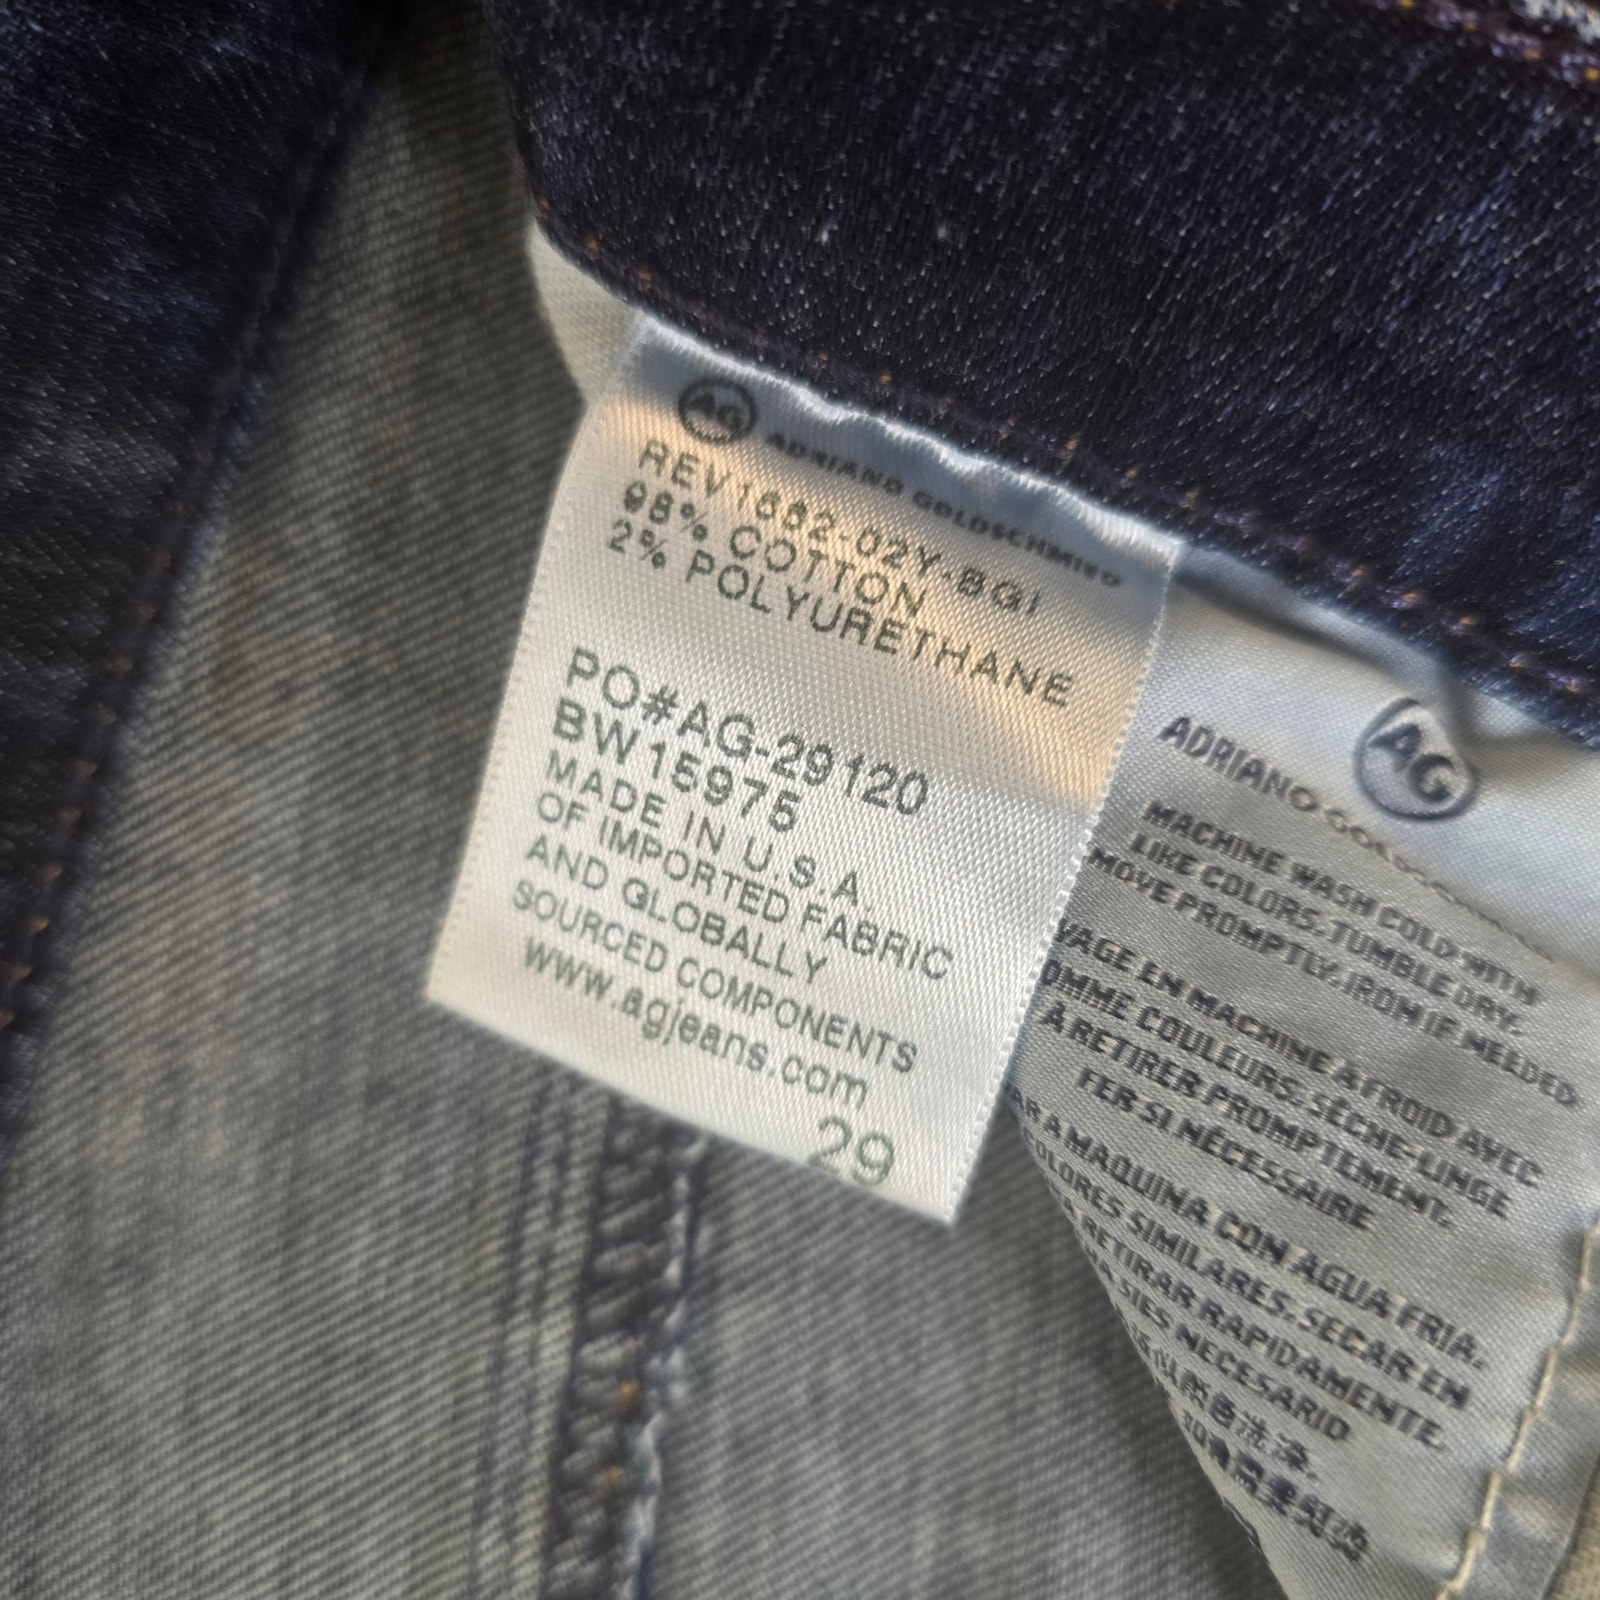 AG
ADRIANO GOLDSCHMIED
REV1682-02Y-BGI
98% COTTON
2% POLYURETHANE
PO#AG-29120
BW15975
MADE IN U.S.A
OF IMPORTED FABRIC
AND GLOBALLY
SOURCED COMPONENTS
www.agjeans.com
29
AG
ADRIANO
MACHINE WASH COLD WITH
LIKE COLORS. TUMBLE DRY.
MOVE PROMPTLY. IRON IF NEEDED.
VAGE EN MACHINE À FROID AVEC
OMME COULEURS. SÈCHE-LINGE
À RETIRER PROMPTEMENT.
FER SI NÉCESSAIRE
AR A MAQUINA CON AGUA FRIA.
OLORES SIMILARES. SECAR EN
A RETIRAR RAPIDAMENTE.
SI ES NECESARIO